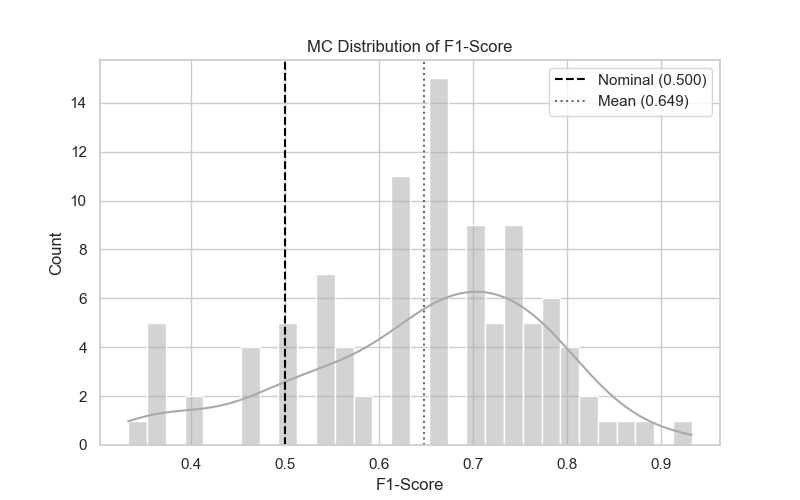 MC Distribution of F1-Score
Nominal (0.500)
Mean (0.649)
Count
14
12
10
8
6
4
2
0
0.4 0.5 0.6 0.7 0.8 0.9
F1-Score